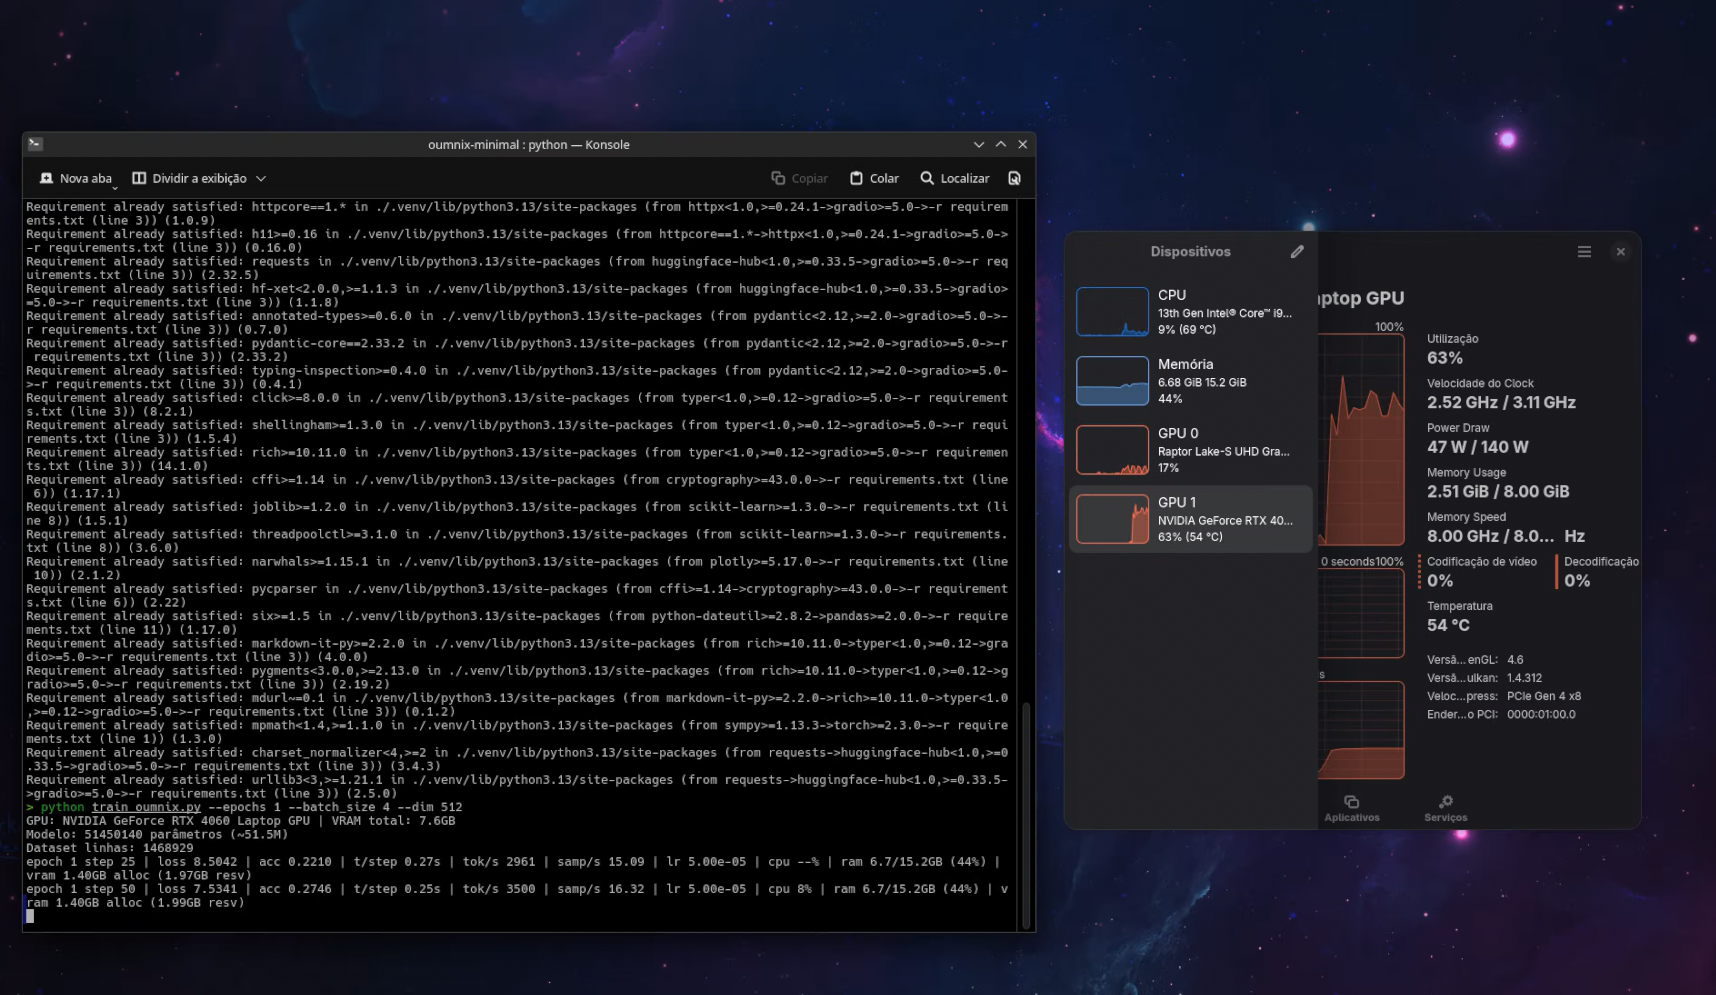 oumnix-minimal : python — Konsole
Nova aba
Dividir a exibição
Copiar
Colar
Localizar
Requirement already satisfied: httpcore==1.* in ./.venv/lib/python3.13/site-packages (from httpx<1.0,>=0.24.1->gradio>=5.0->-r requirem
ents.txt (line 3)) (1.0.9)
Requirement already satisfied: h11>=0.16 in ./.venv/lib/python3.13/site-packages (from httpcore==1.*->httpx<1.0,>=0.24.1->gradio>=5.0->
-r requirements.txt (line 3)) (0.16.0)
Requirement already satisfied: requests in ./.venv/lib/python3.13/site-packages (from huggingface-hub<1.0,>=0.33.5->gradio>=5.0->-r req
uirements.txt (line 3)) (2.32.5)
Requirement already satisfied: hf-xet<2.0.0,>=1.1.3 in ./.venv/lib/python3.13/site-packages (from huggingface-hub<1.0,>=0.33.5->gradio>
=5.0->-r requirements.txt (line 3)) (1.1.8)
Requirement already satisfied: annotated-types>=0.6.0 in ./.venv/lib/python3.13/site-packages (from pydantic<2.12,>=2.0->gradio>=5.0->-
r requirements.txt (line 3)) (0.7.0)
Requirement already satisfied: pydantic-core==2.33.2 in ./.venv/lib/python3.13/site-packages (from pydantic<2.12,>=2.0->gradio>=5.0->-r
 requirements.txt (line 3)) (2.33.2)
Requirement already satisfied: typing-inspection>=0.4.0 in ./.venv/lib/python3.13/site-packages (from pydantic<2.12,>=2.0->gradio>=5.0-
>-r requirements.txt (line 3)) (0.4.1)
Requirement already satisfied: click>=8.0.0 in ./.venv/lib/python3.13/site-packages (from typer<1.0,>=0.12->gradio>=5.0->-r requirement
s.txt (line 3)) (8.2.1)
Requirement already satisfied: shellingham>=1.3.0 in ./.venv/lib/python3.13/site-packages (from typer<1.0,>=0.12->gradio>=5.0->-r requi
rements.txt (line 3)) (1.5.4)
Requirement already satisfied: rich>=10.11.0 in ./.venv/lib/python3.13/site-packages (from typer<1.0,>=0.12->gradio>=5.0->-r requiremen
ts.txt (line 3)) (14.1.0)
Requirement already satisfied: cffi>=1.14 in ./.venv/lib/python3.13/site-packages (from cryptography>=43.0.0->-r requirements.txt (line
 6)) (1.17.1)
Requirement already satisfied: joblib>=1.2.0 in ./.venv/lib/python3.13/site-packages (from scikit-learn>=1.3.0->-r requirements.txt (li
ne 8)) (1.5.1)
Requirement already satisfied: threadpoolctl>=3.1.0 in ./.venv/lib/python3.13/site-packages (from scikit-learn>=1.3.0->-r requirements.
txt (line 8)) (3.6.0)
Requirement already satisfied: narwhals>=1.15.1 in ./.venv/lib/python3.13/site-packages (from plotly>=5.17.0->-r requirements.txt (line
 10)) (2.1.2)
Requirement already satisfied: pycparser in ./.venv/lib/python3.13/site-packages (from cffi>=1.14->cryptography>=43.0.0->-r requirement
s.txt (line 6)) (2.22)
Requirement already satisfied: six>=1.5 in ./.venv/lib/python3.13/site-packages (from python-dateutil>=2.8.2->pandas>=2.0.0->-r require
ments.txt (line 11)) (1.17.0)
Requirement already satisfied: markdown-it-py>=2.2.0 in ./.venv/lib/python3.13/site-packages (from rich>=10.11.0->typer<1.0,>=0.12->gra
dio>=5.0->-r requirements.txt (line 3)) (4.0.0)
Requirement already satisfied: pygments<3.0.0,>=2.13.0 in ./.venv/lib/python3.13/site-packages (from rich>=10.11.0->typer<1.0,>=0.12->g
radio>=5.0->-r requirements.txt (line 3)) (2.19.2)
Requirement already satisfied: mdurl~=0.1 in ./.venv/lib/python3.13/site-packages (from markdown-it-py>=2.2.0->rich>=10.11.0->typer<1.0
,>=0.12->gradio>=5.0->-r requirements.txt (line 3)) (0.1.2)
Requirement already satisfied: mpmath<1.4,>=1.1.0 in ./.venv/lib/python3.13/site-packages (from sympy>=1.13.3->torch>=2.3.0->-r require
ments.txt (line 1)) (1.3.0)
Requirement already satisfied: charset_normalizer<4,>=2 in ./.venv/lib/python3.13/site-packages (from requests->huggingface-hub<1.0,>=0
.33.5->gradio>=5.0->-r requirements.txt (line 3)) (3.4.3)
Requirement already satisfied: urllib3<3,>=1.21.1 in ./.venv/lib/python3.13/site-packages (from requests->huggingface-hub<1.0,>=0.33.5-
>gradio>=5.0->-r requirements.txt (line 3)) (2.5.0)
> python train_oumnix.py --epochs 1 --batch_size 4 --dim 512
GPU: NVIDIA GeForce RTX 4060 Laptop GPU | VRAM total: 7.6GB
Modelo: 51450140 parâmetros (~51.5M)
Dataset linhas: 1468929
epoch 1 step 25 | loss 8.5042 | acc 0.2210 | t/step 0.27s | tok/s 2961 | samp/s 15.09 | lr 5.00e-05 | cpu --% | ram 6.7/15.2GB (44%) |
vram 1.40GB alloc (1.97GB resv)
epoch 1 step 50 | loss 7.5341 | acc 0.2746 | t/step 0.25s | tok/s 3500 | samp/s 16.32 | lr 5.00e-05 | cpu 8% | ram 6.7/15.2GB (44%) | v
ram 1.40GB alloc (1.99GB resv)
Dispositivos
CPU
13th Gen Intel® Core™ i9...
9% (69 °C)
Memória
6.68 GiB 15.2 GiB
44%
GPU 0
Raptor Lake-S UHD Gra...
17%
GPU 1
NVIDIA GeForce RTX 40...
63% (54 °C)
aptop GPU
100%
0 seconds100%
s
Utilização
63%
Velocidade do Clock
2.52 GHz / 3.11 GHz
Power Draw
47 W / 140 W
Memory Usage
2.51 GiB / 8.00 GiB
Memory Speed
8.00 GHz / 8.0... Hz
Codificação de vídeo
0%
Decodificação
0%
Temperatura
54 °C
Versã... enGL: 4.6
Versã...ulkan: 1.4.312
Veloc...press: PCIe Gen 4 x8
Ender...o PCI: 0000:01:00.0
Aplicativos
Serviços